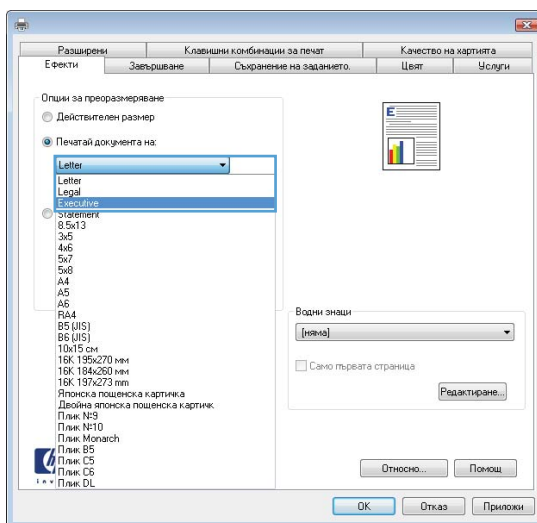 Разширени
Клавишни комбинации за печат
Качество на хартията
Ефекти
Завършване
Съхранение на заданието.
Цвят
Услуги
Опции за преоразмеряване
Действителен размер
Печатай документа на:
Letter
Letter
Legal
Executive
Statement
8.5x13
3x5
4x6
5x7
5x8
A4
A5
A6
RA4
B5 (JIS)
B6 (JIS)
10x15 см
16K 195x270 мм
16K 184x260 мм
16K 197x273 mm
Японска пощенска картичка
Двойна японска пощенска картичк
Плик №9
Плик №10
Плик Monarch
Плик B5
Плик C5
Плик C6
Плик DL
E
Водни знаци
[няма]
Само първата страница
Редактиране...
hp
i n v
Относно...
Помощ
OK
Отказ
Приложи